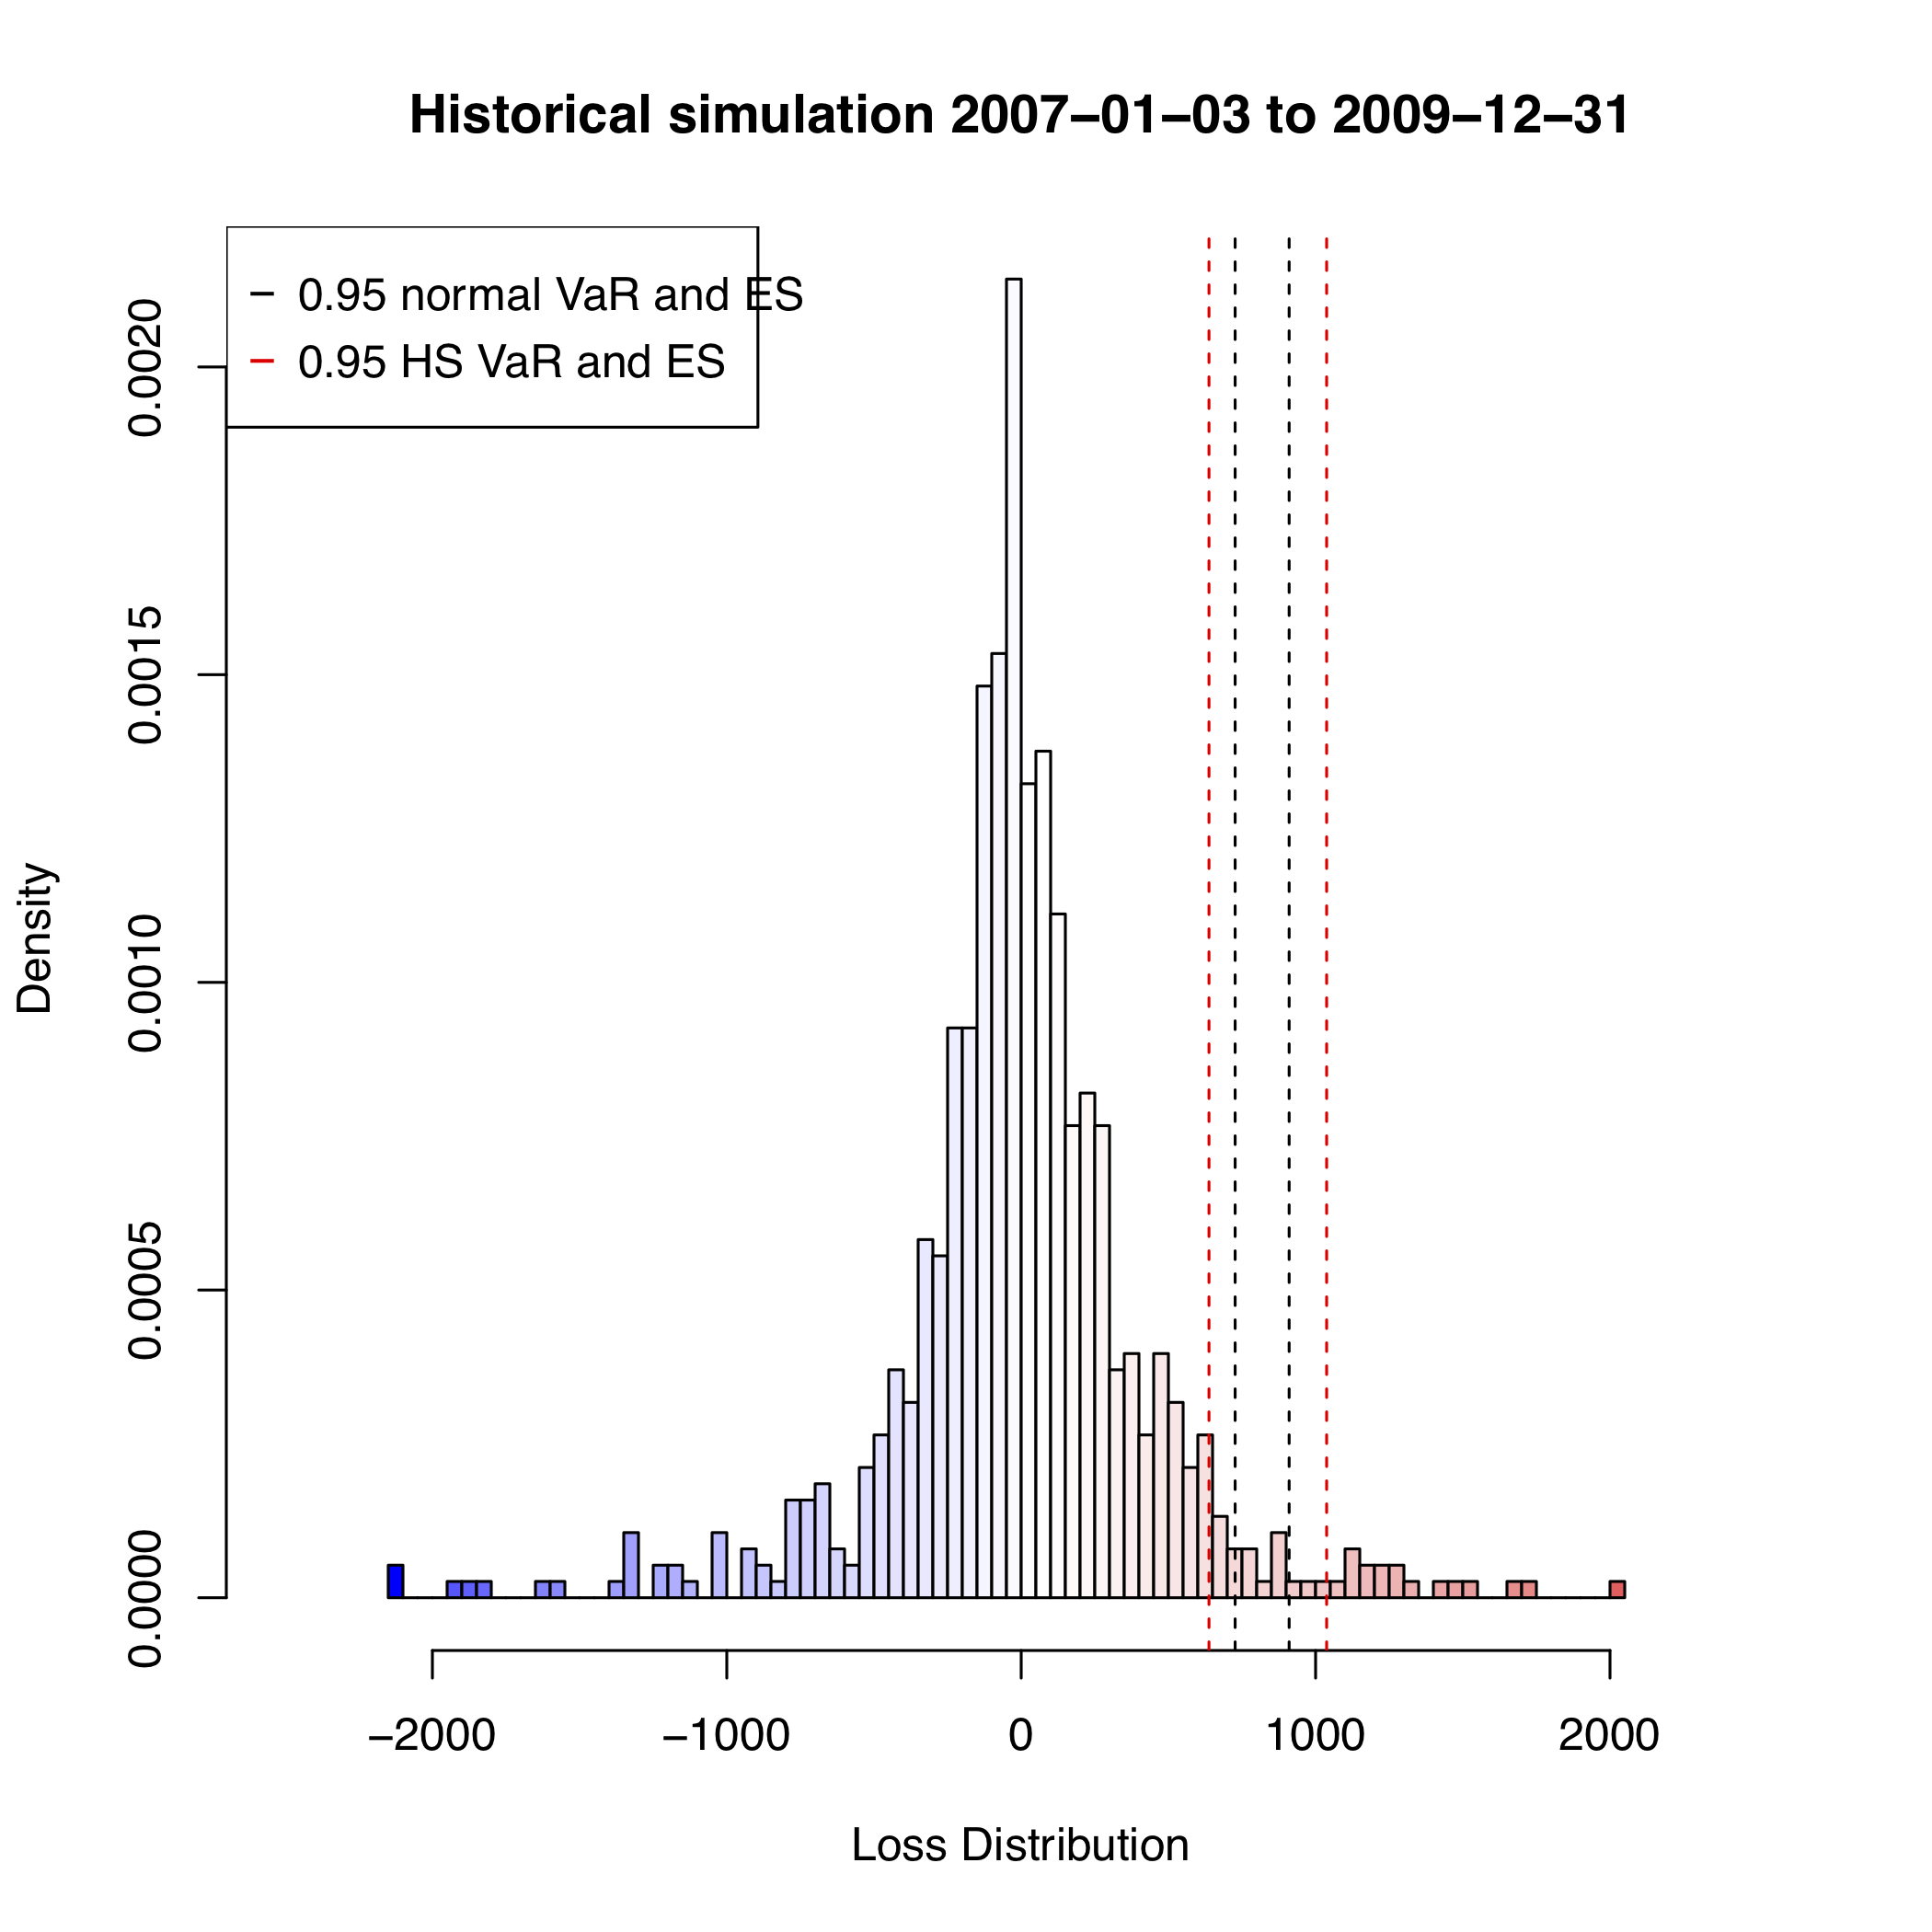 Historical simulation 2007−01−03 to 2009−12−31
0.95 normal VaR and ES
0.95 HS VaR and ES
Density
0.0020
0.0015
0.0010
0.0005
0.0000
−2000 −1000 0 1000 2000
Loss Distribution